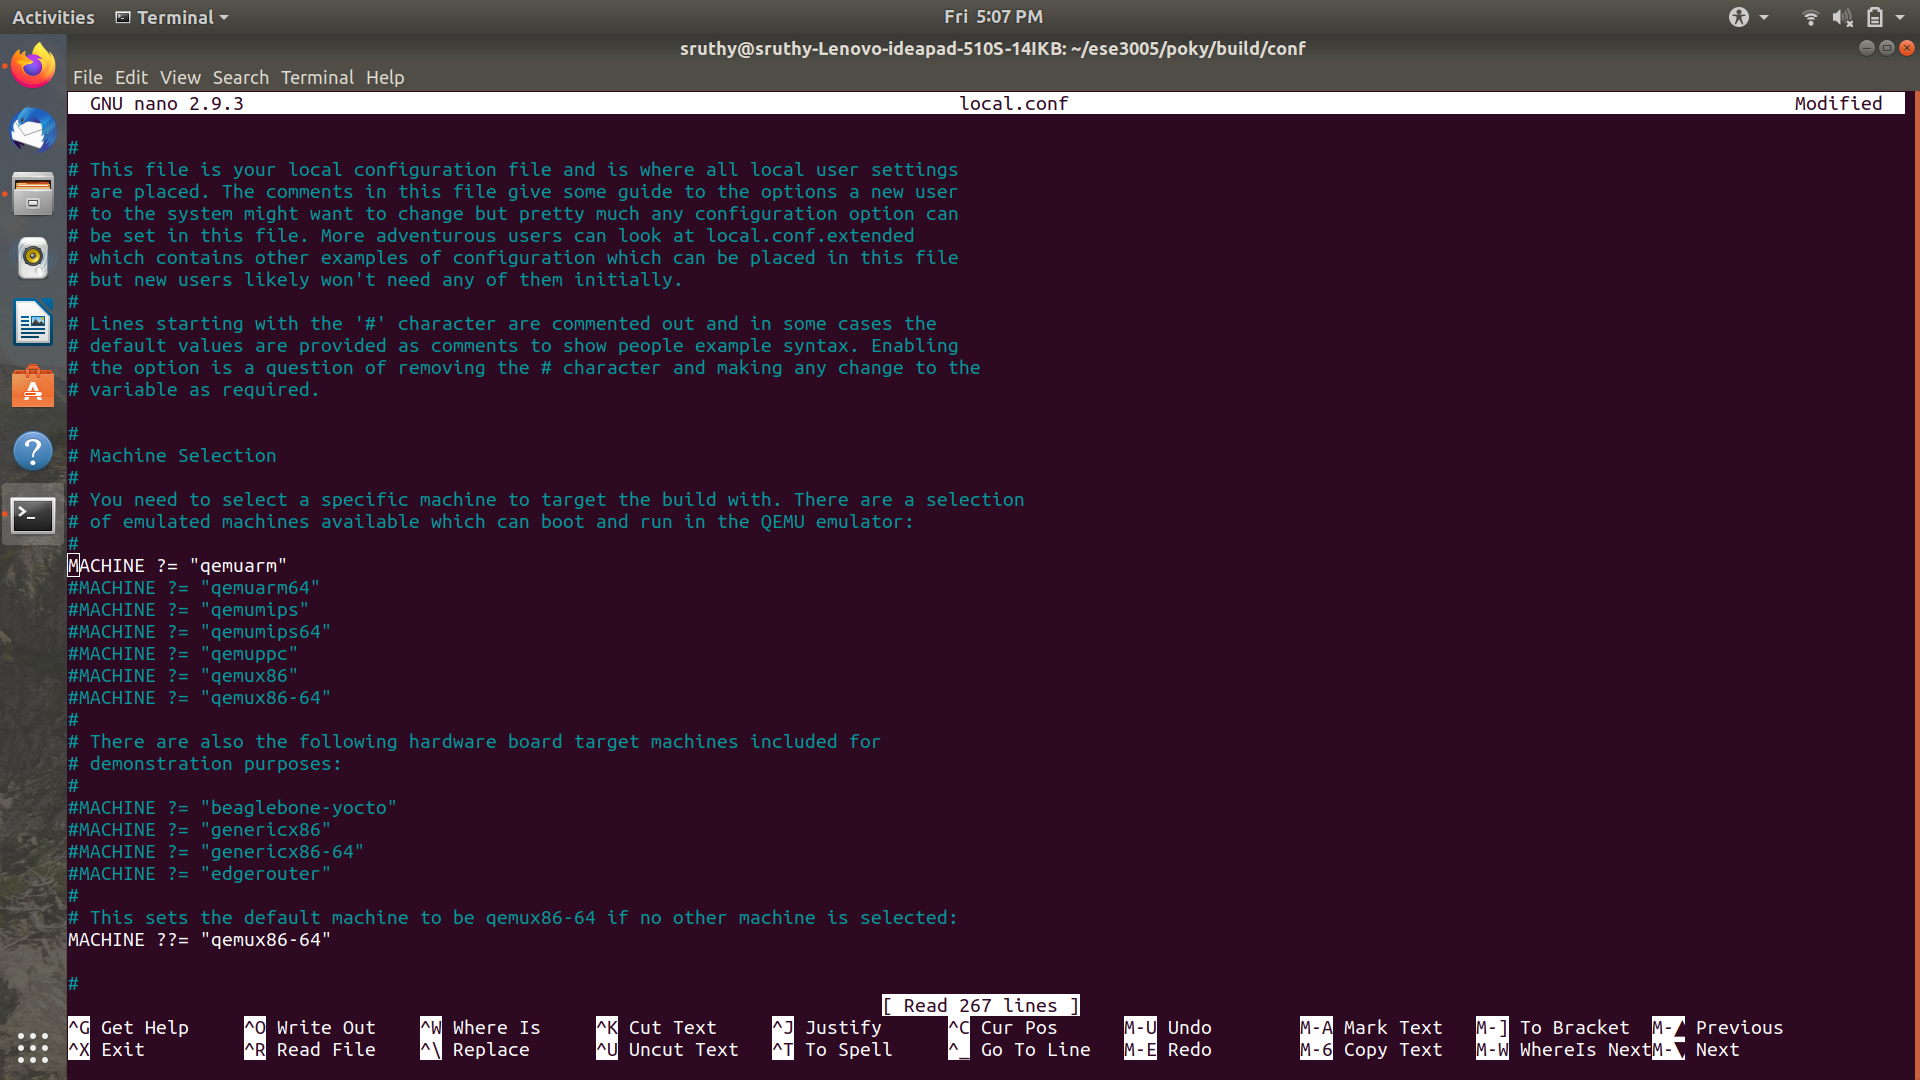 Activities Terminal Fri 5:07 PM
sruthy@sruthy-Lenovo-ideapad-510S-14IKB: ~/ese3005/poky/build/conf
File Edit View Search Terminal Help
GNU nano 2.9.3 local.conf Modified
#
# This file is your local configuration file and is where all local user settings
# are placed. The comments in this file give some guide to the options a new user
# to the system might want to change but pretty much any configuration option can
# be set in this file. More adventurous users can look at local.conf.extended
# which contains other examples of configuration which can be placed in this file
# but new users likely won't need any of them initially.
#
# Lines starting with the '#' character are commented out and in some cases the
# default values are provided as comments to show people example syntax. Enabling
# the option is a question of removing the # character and making any change to the
# variable as required.
#
# Machine Selection
#
# You need to select a specific machine to target the build with. There are a selection
# of emulated machines available which can boot and run in the QEMU emulator:
#
MACHINE ?= "qemuarm"
#MACHINE ?= "qemuarm64"
#MACHINE ?= "qemumips"
#MACHINE ?= "qemumips64"
#MACHINE ?= "qemuppc"
#MACHINE ?= "qemux86"
#MACHINE ?= "qemux86-64"
#
# There are also the following hardware board target machines included for
# demonstration purposes:
#
#MACHINE ?= "beaglebone-yocto"
#MACHINE ?= "genericx86"
#MACHINE ?= "genericx86-64"
#MACHINE ?= "edgerouter"
#
# This sets the default machine to be qemux86-64 if no other machine is selected:
MACHINE ??= "qemux86-64"
#
[ Read 267 lines ]
^G Get Help ^O Write Out ^W Where Is ^K Cut Text ^J Justify ^C Cur Pos M-U Undo M-A Mark Text M-] To Bracket M-▲ Previous
^X Exit ^R Read File ^\ Replace ^U Uncut Text ^T To Spell ^_ Go To Line M-E Redo M-6 Copy Text M-W WhereIs Next M-▼ Next